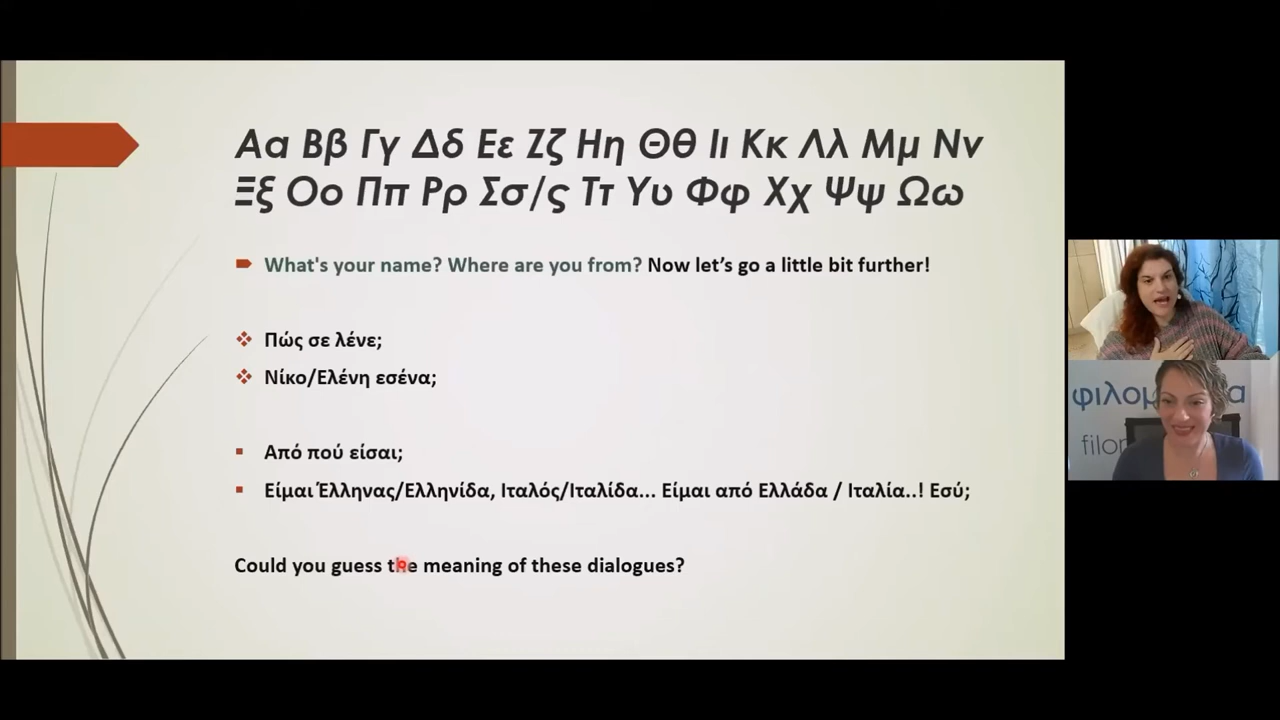 Αα Ββ Γγ Δδ Εε Ζζ Ηη Θθ Ιι Κκ Λλ Μμ Νν
Ξξ Οο Ππ Ρρ Σσ/ς Ττ Υυ Φφ Χχ Ψψ Ωω
What's your name? Where are you from? Now let’s go a little bit further!
Πώς σε λένε;
Νίκο/Ελένη εσένα;
Από πού είσαι;
Είμαι Έλληνας/Ελληνίδα, Ιταλός/Ιταλίδα... Είμαι από Ελλάδα / Ιταλία..! Εσύ;
Could you guess the meaning of these dialogues?